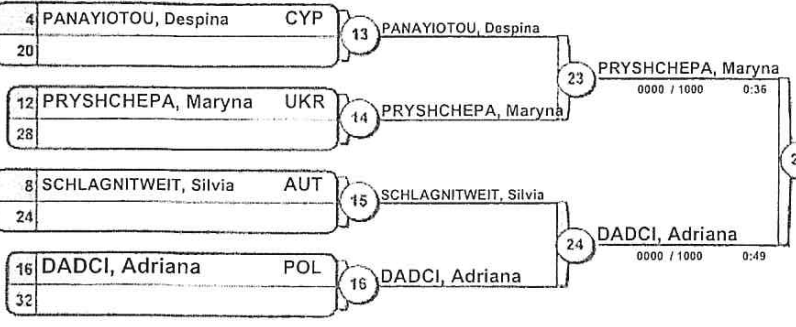 4 PANAYIOTOU, Despina CYP
20
13
PANAYIOTOU, Despina
12 PRYSHCHEPA, Maryna UKR
28
14
PRYSHCHEPA, Maryna
23
PRYSHCHEPA, Maryna
0000 / 1000 0:36
8 SCHLAGNITWEIT, Silvia AUT
24
15
SCHLAGNITWEIT, Silvia
16 DADCI, Adriana POL
32
16
DADCI, Adriana
24
DADCI, Adriana
0000 / 1000 0:49